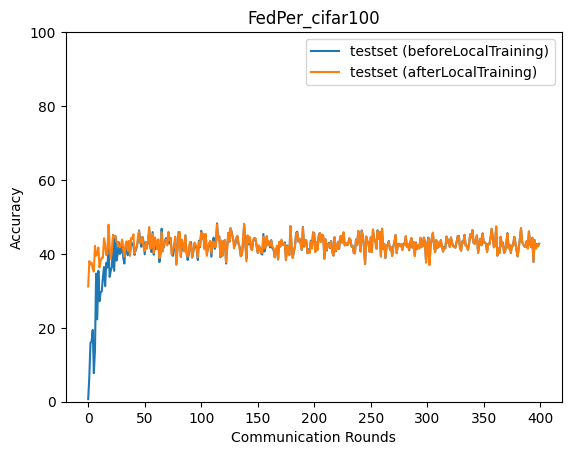 FedPer_cifar100
testset (beforeLocalTraining)
testset (afterLocalTraining)
Accuracy
100
80
60
40
20
0
0 50 100 150 200 250 300 350 400
Communication Rounds